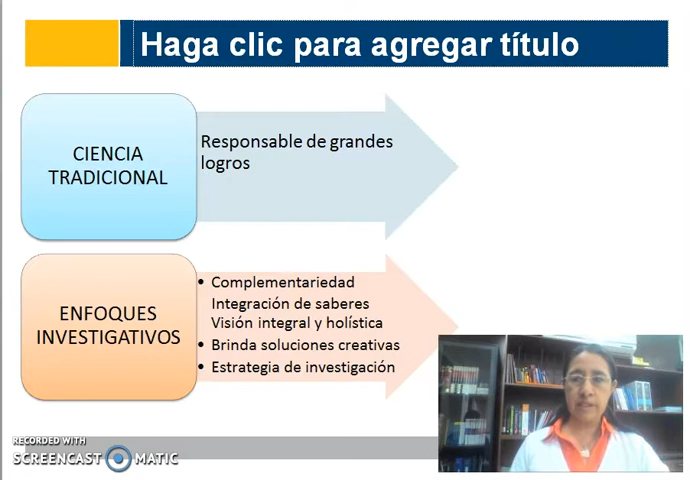 Haga clic para agregar título
CIENCIA
TRADICIONAL
Responsable de grandes
logros
ENFOQUES
INVESTIGATIVOS
• Complementariedad
Integración de saberes
Visión integral y holística
• Brinda soluciones creativas
• Estrategia de investigación
RECORDED WITH
SCREENCAST MATIC